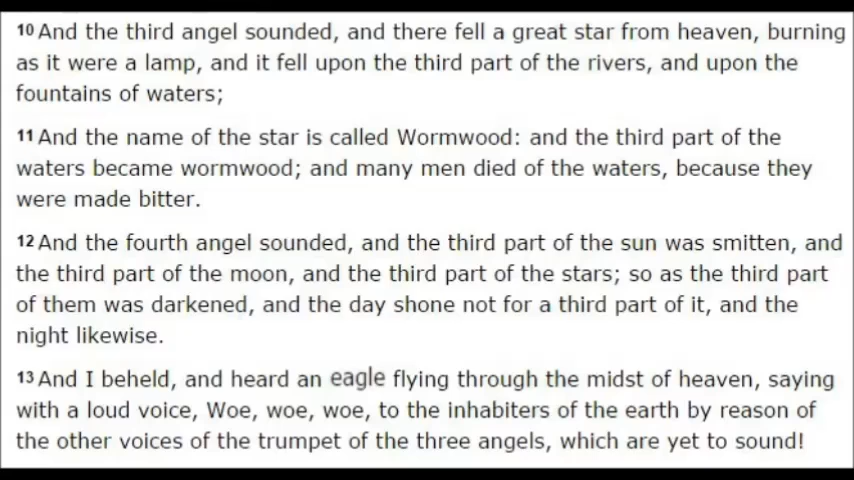 10 And the third angel sounded, and there fell a great star from heaven, burning
as it were a lamp, and it fell upon the third part of the rivers, and upon the
fountains of waters;
11 And the name of the star is called Wormwood: and the third part of the
waters became wormwood; and many men died of the waters, because they
were made bitter.
12 And the fourth angel sounded, and the third part of the sun was smitten, and
the third part of the moon, and the third part of the stars; so as the third part
of them was darkened, and the day shone not for a third part of it, and the
night likewise.
13 And I beheld, and heard an eagle flying through the midst of heaven, saying
with a loud voice, Woe, woe, woe, to the inhabiters of the earth by reason of
the other voices of the trumpet of the three angels, which are yet to sound!